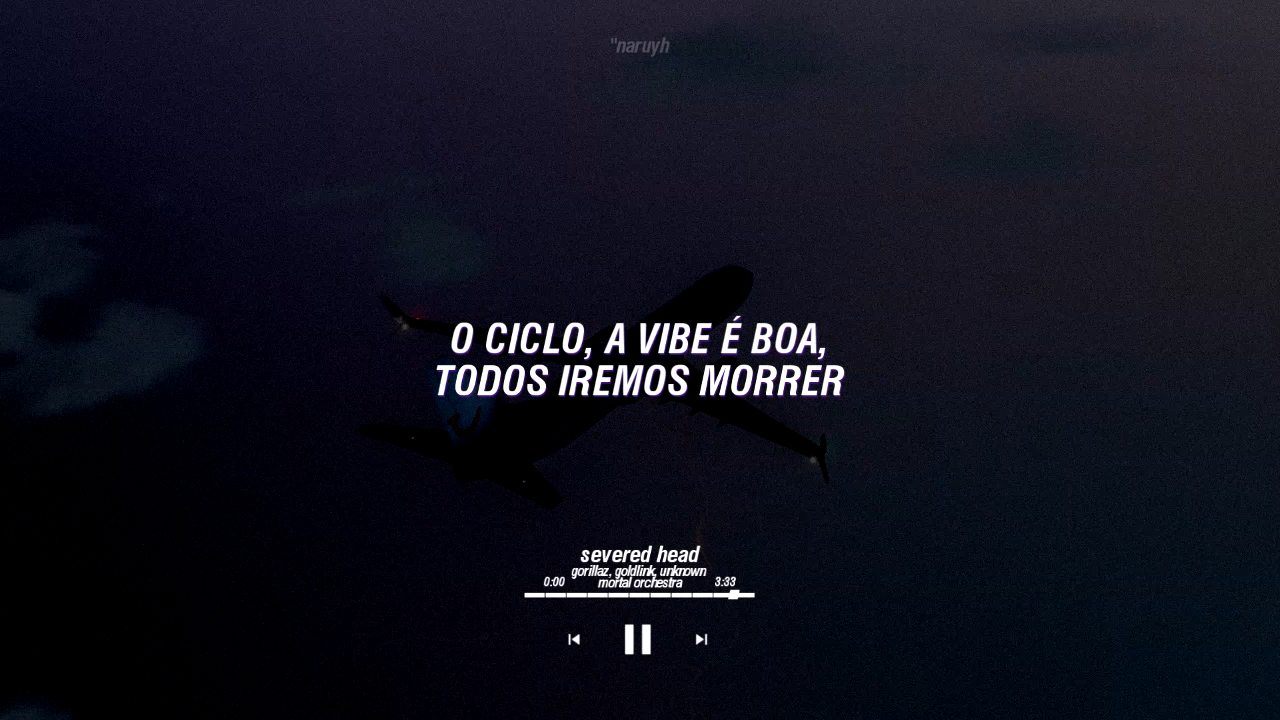 "naruyh
O CICLO, A VIBE É BOA,
TODOS IREMOS MORRER
severed head
gorillaz, goldlink, unknown
0:00 mortal orchestra 3:33